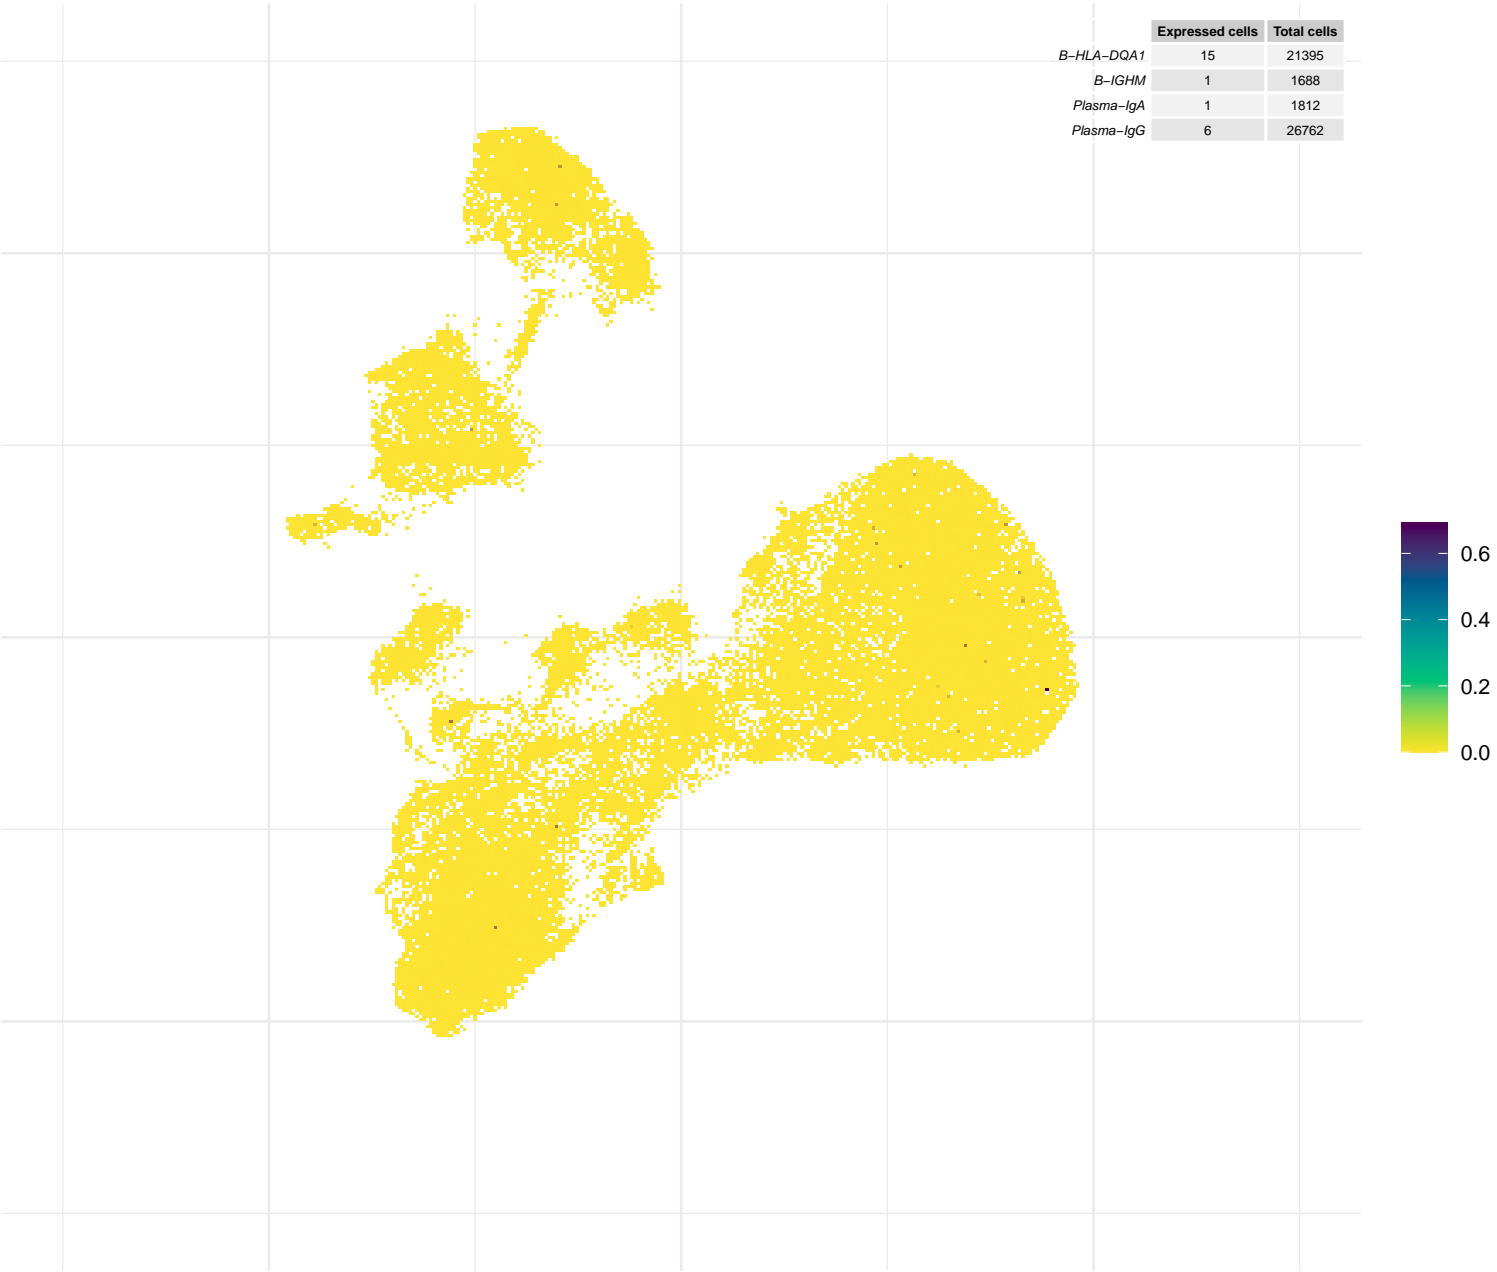 Expressed cells Total cells
B−HLA−DQA1 15 21395
B−IGHM 1 1688
Plasma−IgA 1 1812
Plasma−IgG 6 26762
0.6
0.4
0.2
0.0